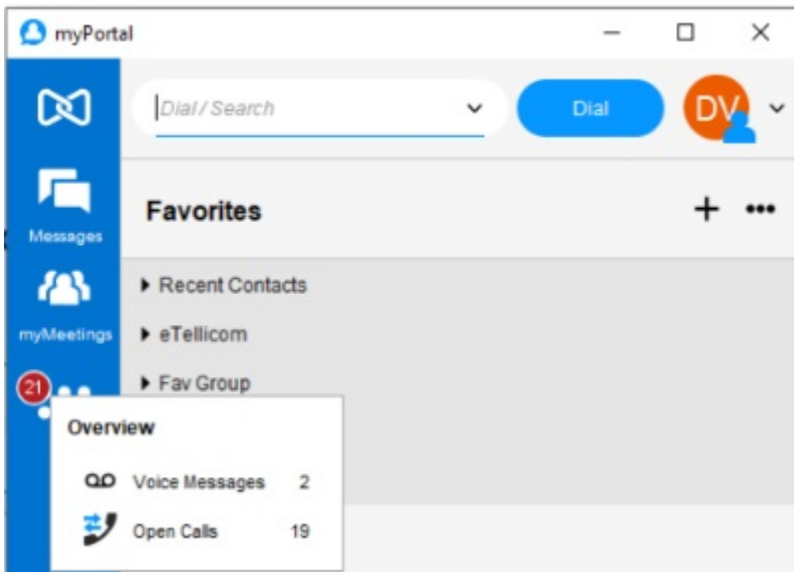 myPortal
Dial / Search
Dial
DV
Messages
Favorites
myMeetings
Recent Contacts
eTellicom
Fav Group
21
Overview
Voice Messages 2
Open Calls 19